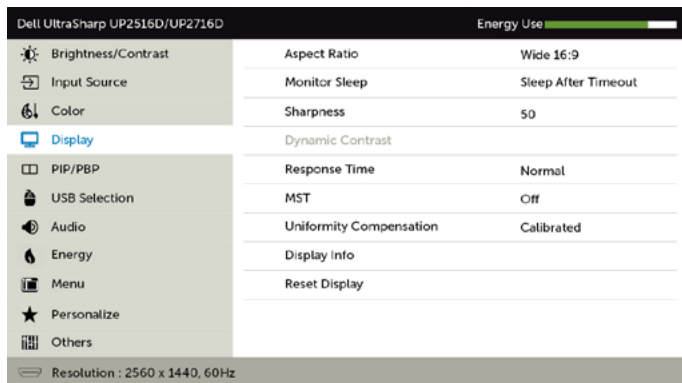 Dell UltraSharp UP2516D/UP2716D Energy Use
Brightness/Contrast Aspect Ratio Wide 16:9
Input Source Monitor Sleep Sleep After Timeout
Color Sharpness 50
Display Dynamic Contrast
PIP/PBP Response Time Normal
USB Selection MST Off
Audio Uniformity Compensation Calibrated
Energy Display Info
Menu Reset Display
Personalize
Others
Resolution : 2560 x 1440, 60Hz